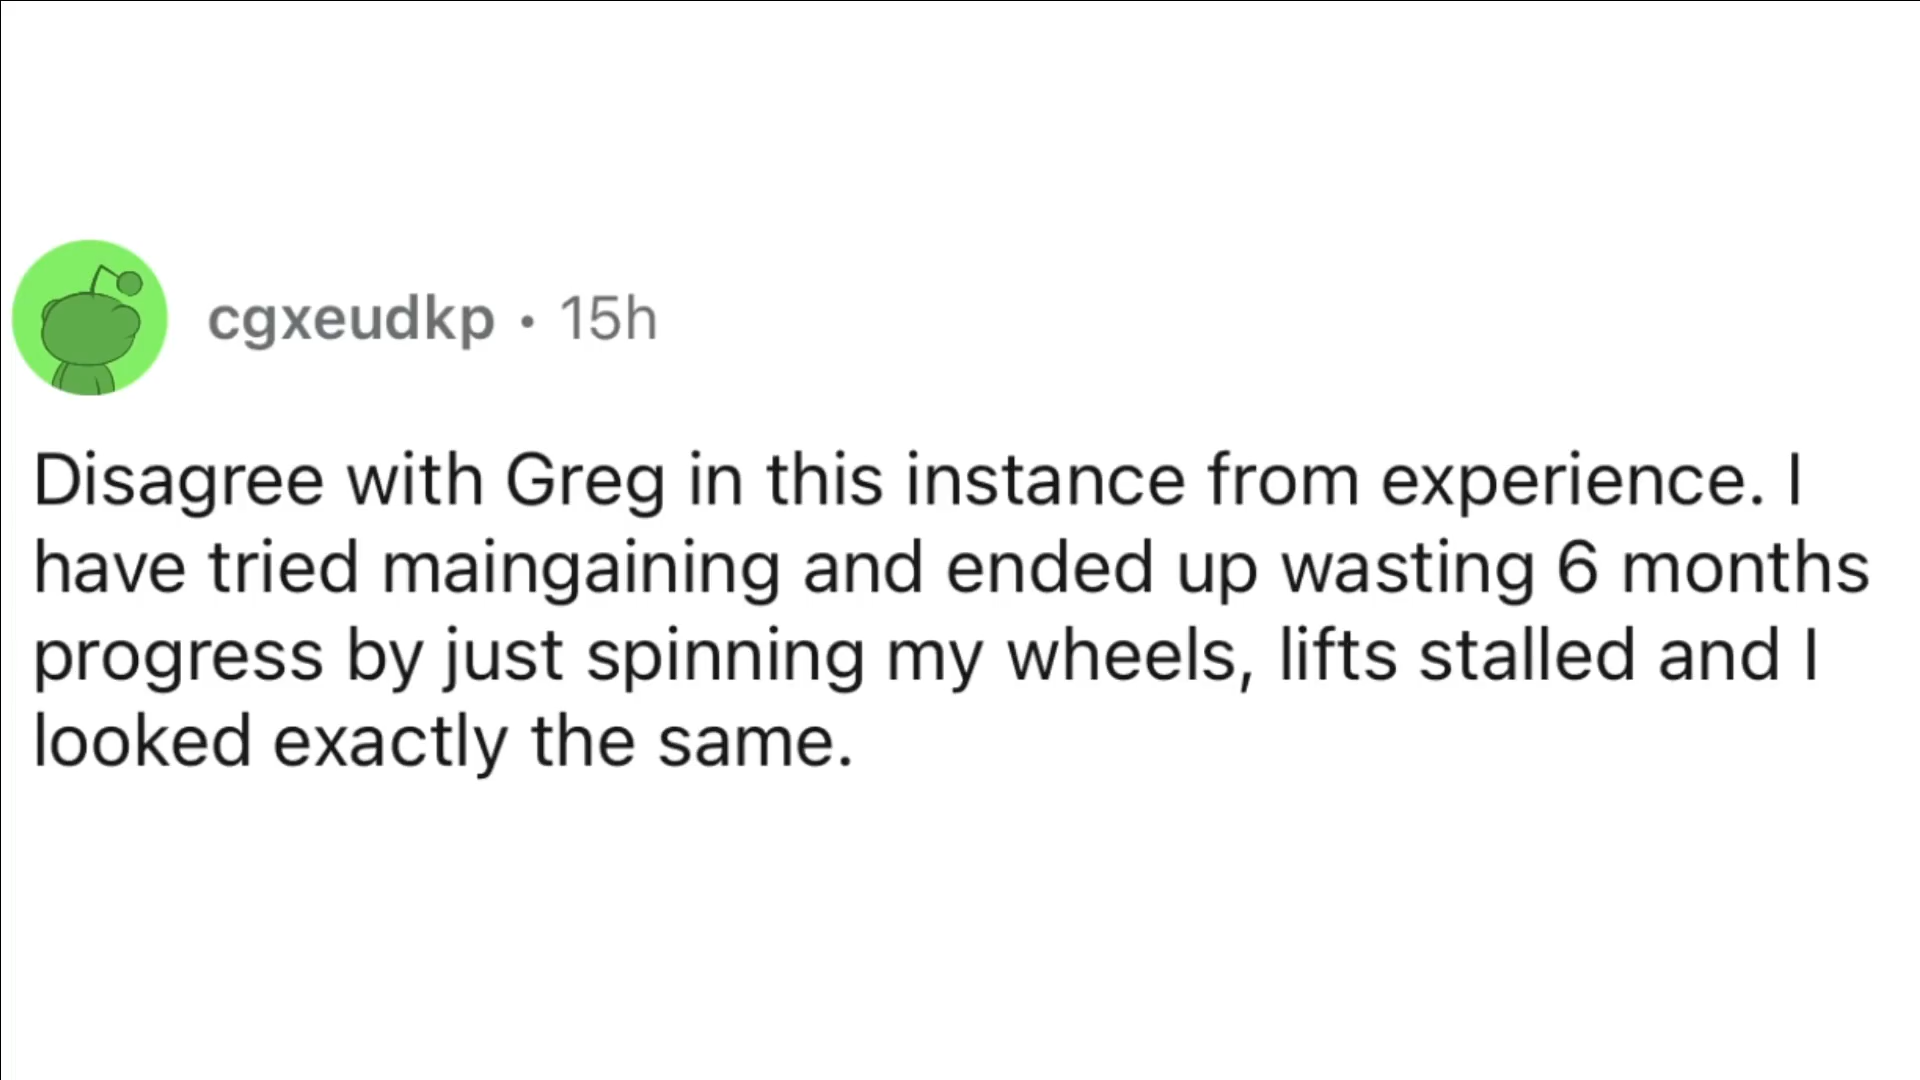 cgxeudkp • 15h
Disagree with Greg in this instance from experience. I
have tried maingaining and ended up wasting 6 months
progress by just spinning my wheels, lifts stalled and I
looked exactly the same.